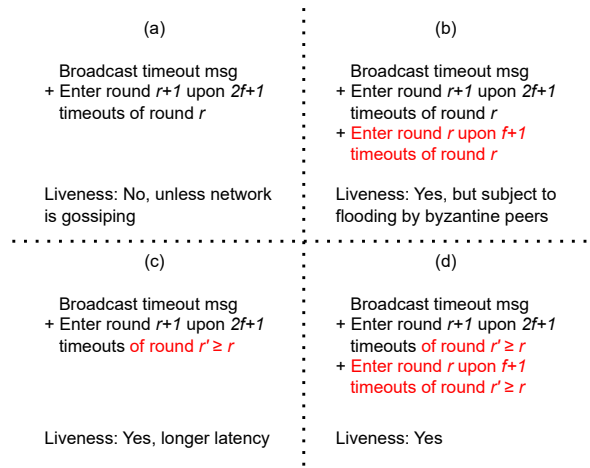 (a)
Broadcast timeout msg
+ Enter round r+1 upon 2f+1
timeouts of round r
Liveness: No, unless network
is gossiping
(b)
Broadcast timeout msg
+ Enter round r+1 upon 2f+1
timeouts of round r
+ Enter round r upon f+1
timeouts of round r
Liveness: Yes, but subject to
flooding by byzantine peers
(c)
Broadcast timeout msg
+ Enter round r+1 upon 2f+1
timeouts of round r' ≥ r
Liveness: Yes, longer latency
(d)
Broadcast timeout msg
+ Enter round r+1 upon 2f+1
timeouts of round r' ≥ r
+ Enter round r upon f+1
timeouts of round r' ≥ r
Liveness: Yes